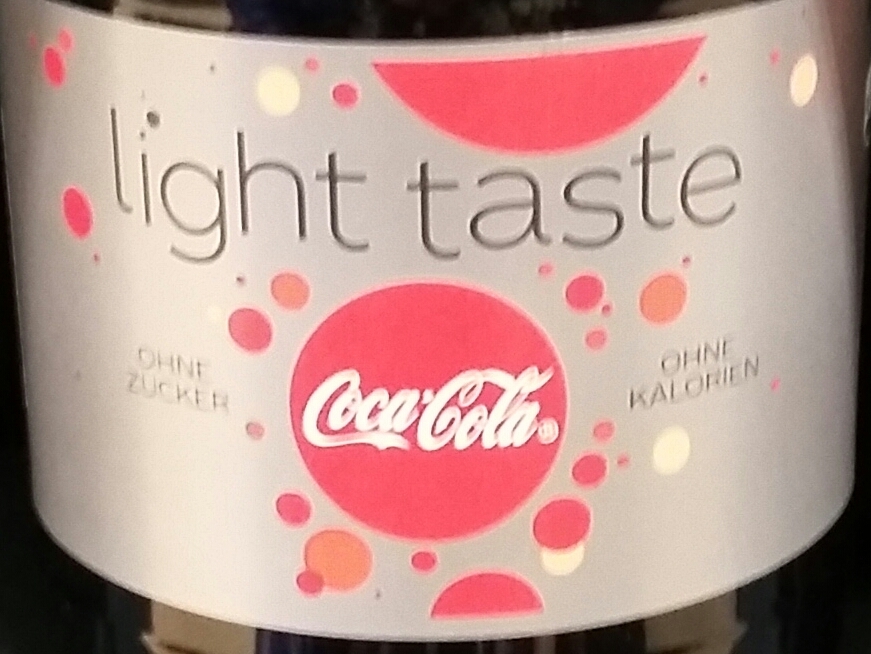 light taste
OHNE
ZUCKER
OHNE
KALORIEN
Coca-Cola®